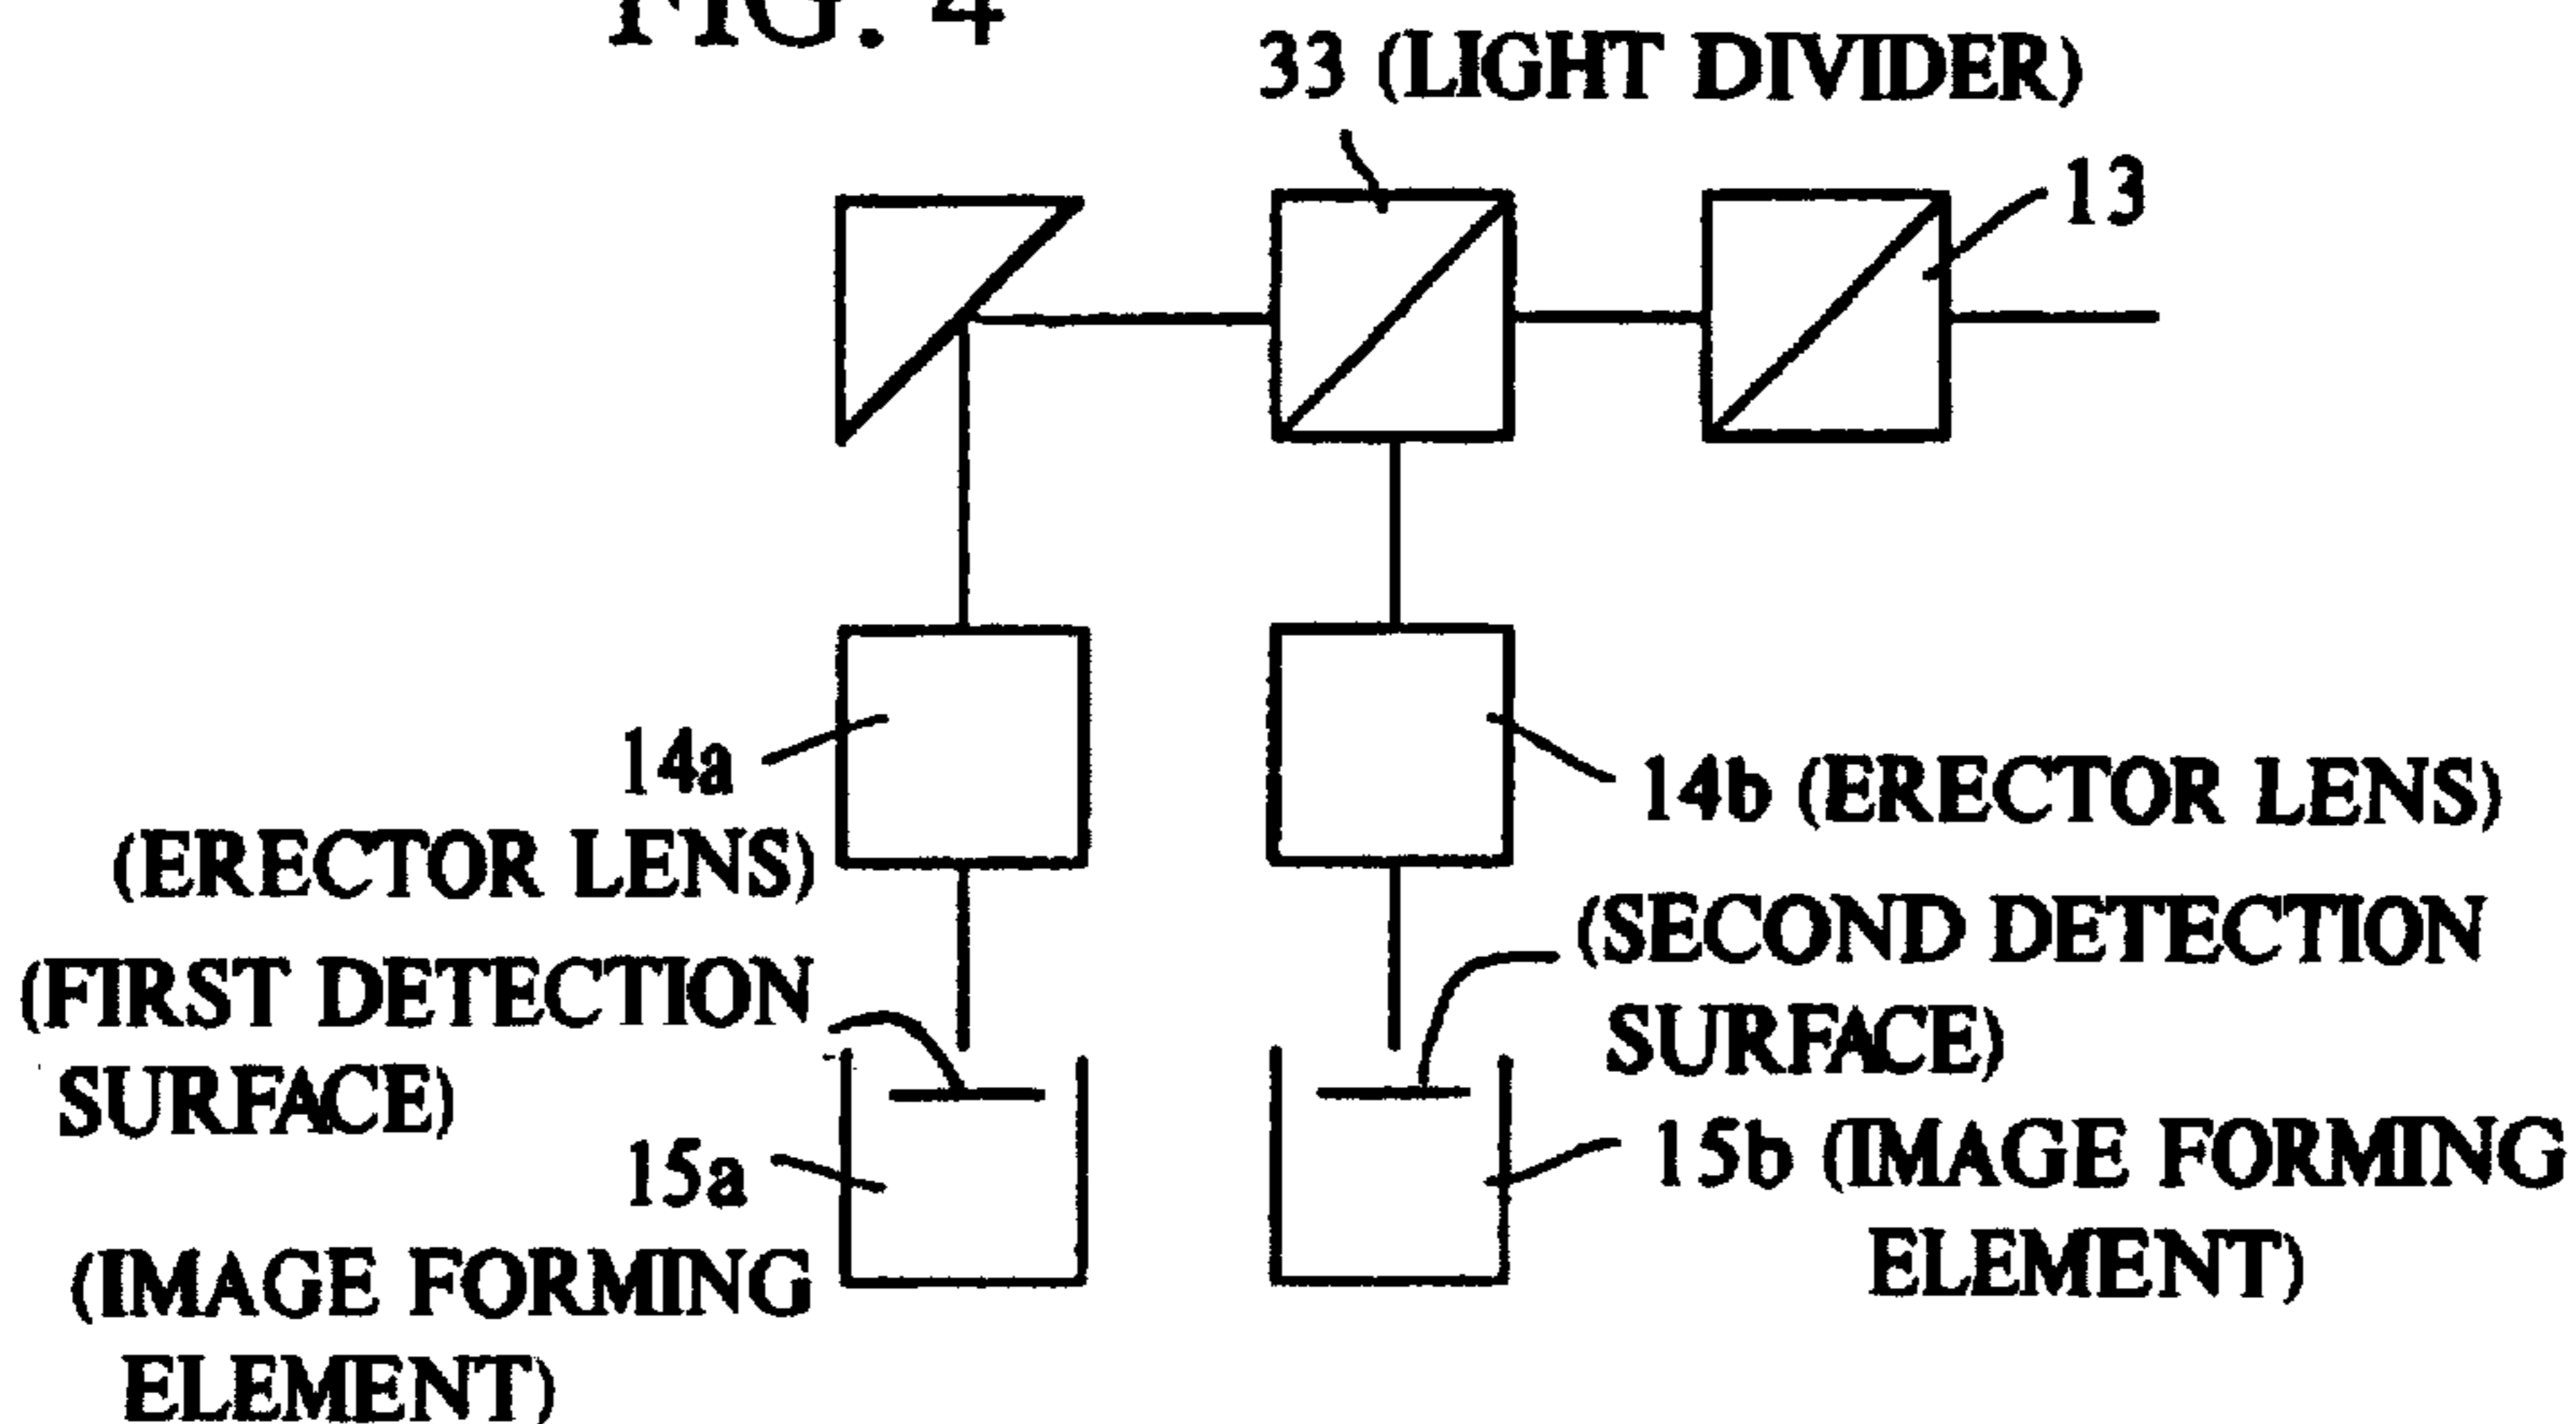 FIG. 4
33 (LIGHT DIVIDER)
13
14a
(ERECTOR LENS)
14b (ERECTOR LENS)
(FIRST DETECTION
SURFACE)
(SECOND DETECTION
SURFACE)
15a
(IMAGE FORMING
ELEMENT)
15b (IMAGE FORMING
ELEMENT)